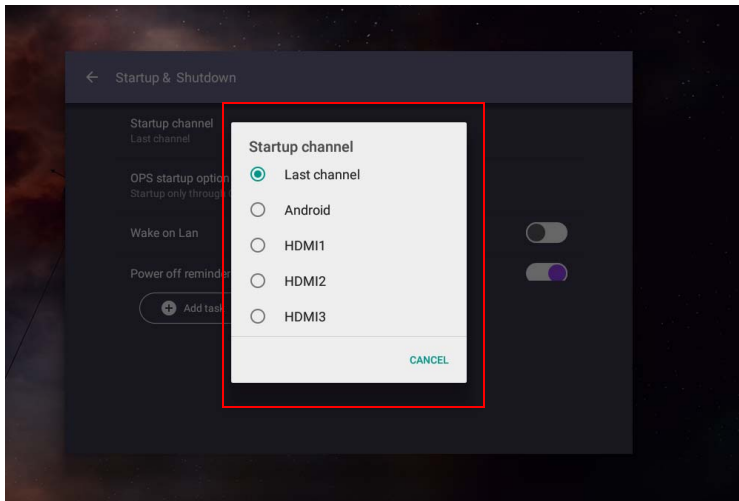 Startup & Shutdown
Startup channel
Last channel
OPS startup option
Startup only through
Wake on Lan
Power off reminder
Add task
Startup channel
Last channel
Android
HDMI1
HDMI2
HDMI3
CANCEL